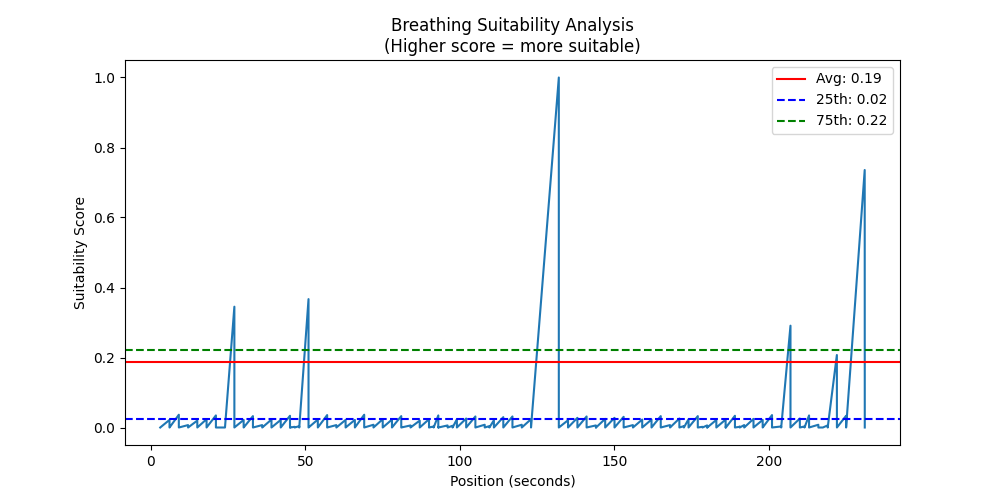 Breathing Suitability Analysis
(Higher score = more suitable)
Avg: 0.19
25th: 0.02
75th: 0.22
1.0
0.8
0.6
0.4
0.2
0.0
Suitability Score
0
50
100
150
200
Position (seconds)